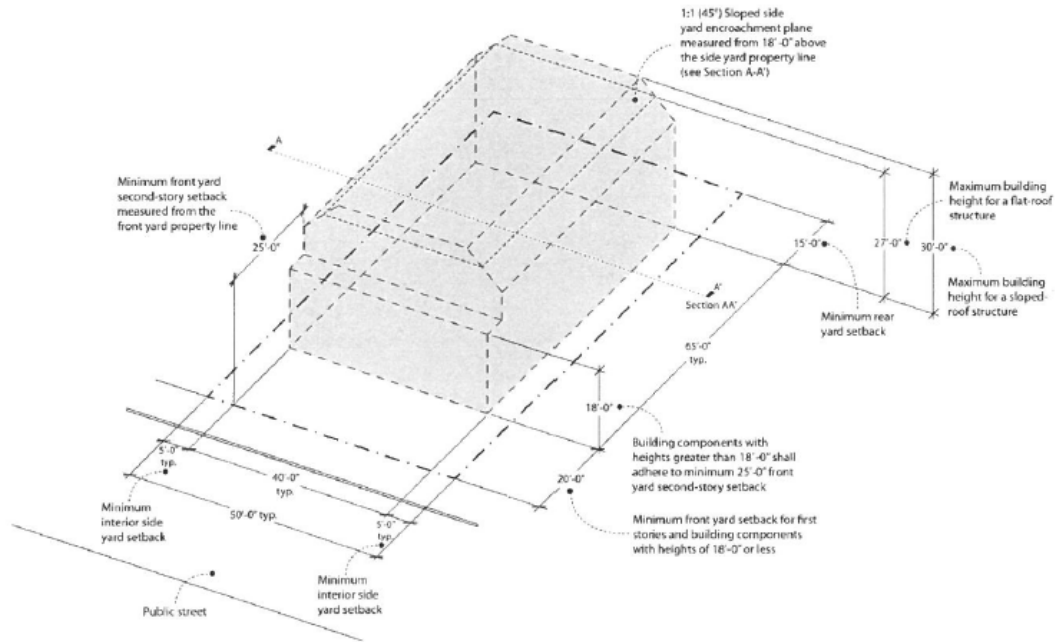 1:1 (45°) Sloped side
yard encroachment plane
measured from 18'-0" above
the side yard property line
(see Section A-A')
A
Minimum front yard
second-story setback
measured from the
front yard property line
25'-0"
Maximum building
height for a flat-roof
structure
15'-0"
27'-0"
30'-0"
A'
Section AA'
Maximum building
height for a sloped-
roof structure
Minimum rear
yard setback
65'-0"
typ.
18'-0"
Building components with
heights greater than 18'-0" shall
adhere to minimum 25'-0" front
yard second-story setback
5'-0"
typ.
40'-0"
typ.
20'-0"
50'-0" typ.
5'-0"
typ.
Minimum
interior side
yard setback
Minimum front yard setback for first
stories and building components
with heights of 18'-0" or less
Minimum
interior side
yard setback
Public street